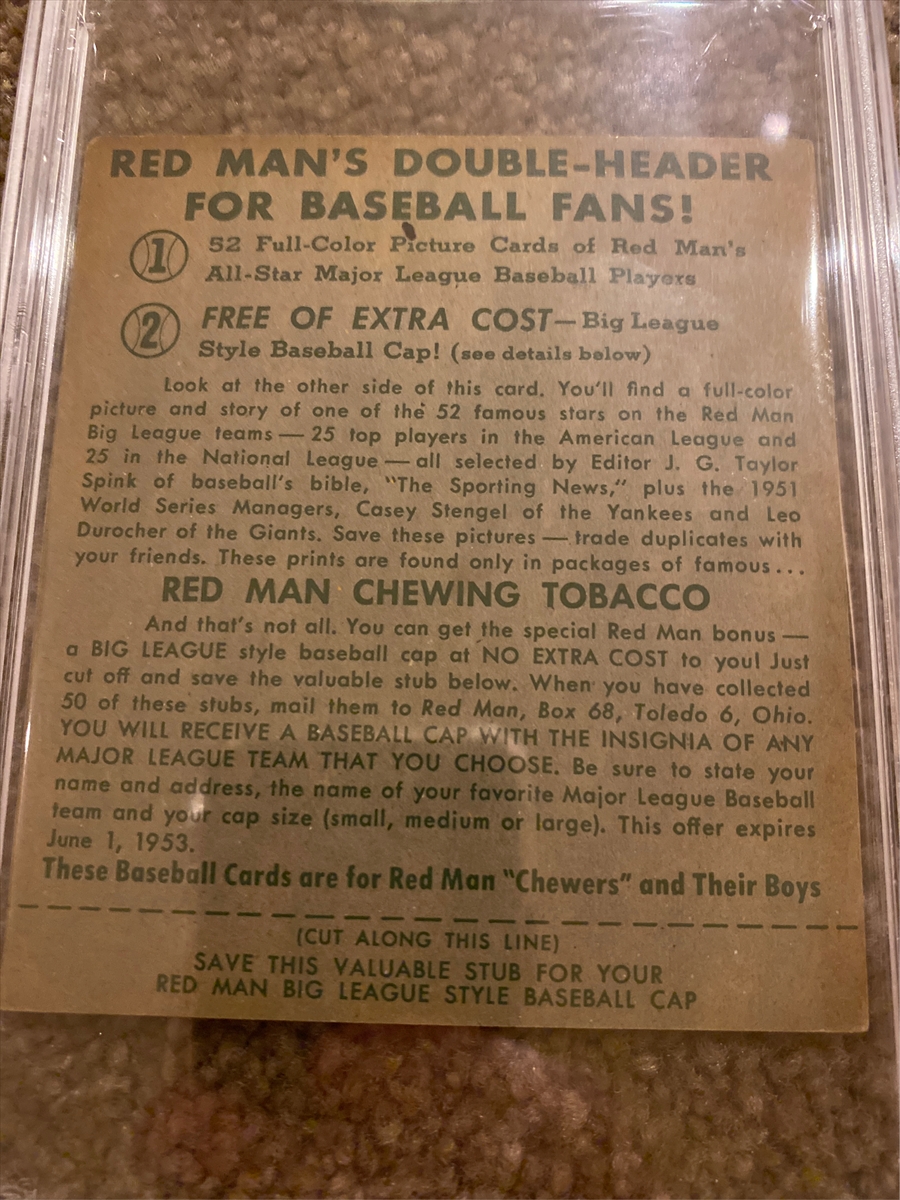 RED MAN'S DOUBLE-HEADER
FOR BASEBALL FANS!
1 52 Full-Color Picture Cards of Red Man's
All-Star Major League Baseball Players
2 FREE OF EXTRA COST—Big League
Style Baseball Cap! (see details below)
Look at the other side of this card. You'll find a full-color
picture and story of one of the 52 famous stars on the Red Man
Big League teams — 25 top players in the American League and
25 in the National League — all selected by Editor J. G. Taylor
Spink of baseball's bible, "The Sporting News," plus the 1951
World Series Managers, Casey Stengel of the Yankees and Leo
Durocher of the Giants. Save these pictures — trade duplicates with
your friends. These prints are found only in packages of famous...
RED MAN CHEWING TOBACCO
And that's not all. You can get the special Red Man bonus —
a BIG LEAGUE style baseball cap at NO EXTRA COST to you! Just
cut off and save the valuable stub below. When you have collected
50 of these stubs, mail them to Red Man, Box 68, Toledo 6, Ohio.
YOU WILL RECEIVE A BASEBALL CAP WITH THE INSIGNIA OF ANY
MAJOR LEAGUE TEAM THAT YOU CHOOSE. Be sure to state your
name and address, the name of your favorite Major League Baseball
team and your cap size (small, medium or large). This offer expires
June 1, 1953.
These Baseball Cards are for Red Man "Chewers" and Their Boys
(CUT ALONG THIS LINE)
SAVE THIS VALUABLE STUB FOR YOUR
RED MAN BIG LEAGUE STYLE BASEBALL CAP